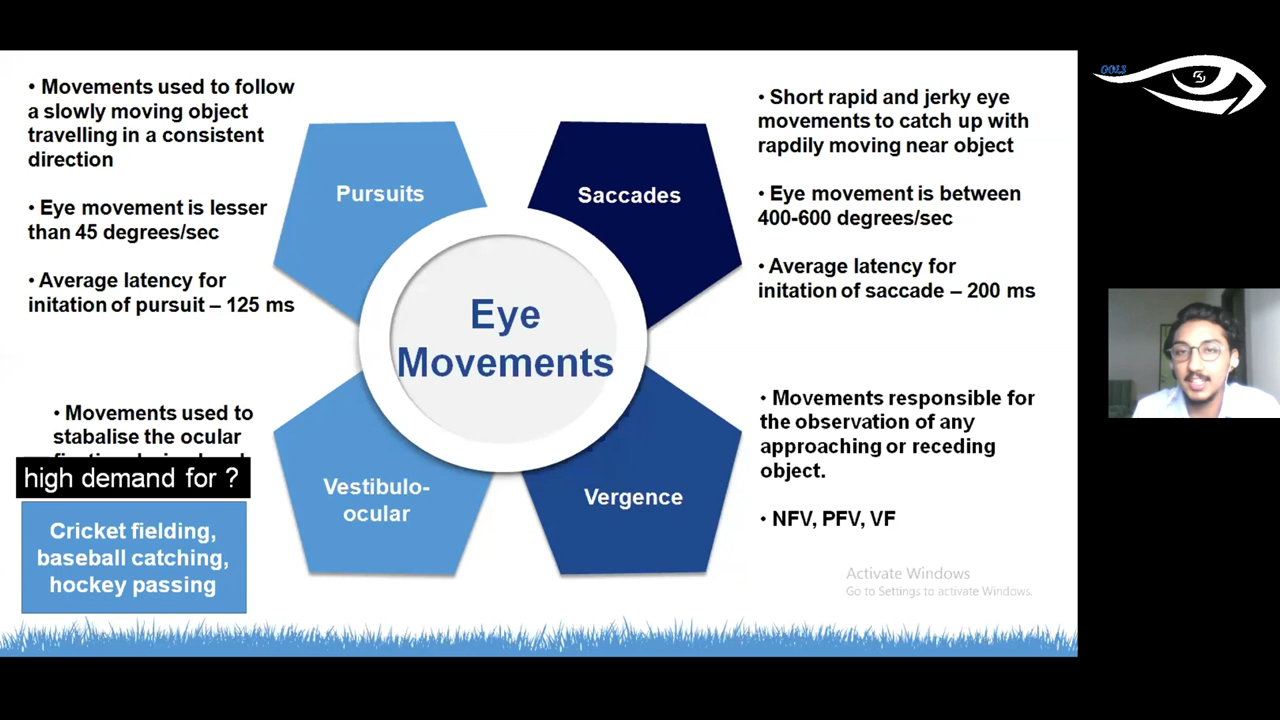 • Movements used to follow
a slowly moving object
travelling in a consistent
direction
• Eye movement is lesser
than 45 degrees/sec
• Average latency for
initation of pursuit – 125 ms
Pursuits
Saccades
• Short rapid and jerky eye
movements to catch up with
rapdily moving near object
• Eye movement is between
400-600 degrees/sec
• Average latency for
initation of saccade – 200 ms
Eye
Movements
• Movements used to
stabalise the ocular
high demand for ?
Cricket fielding,
baseball catching,
hockey passing
Vestibulo-
ocular
Vergence
• Movements responsible for
the observation of any
approaching or receding
object.
• NFV, PFV, VF
Activate Windows
Go to Settings to activate Windows.